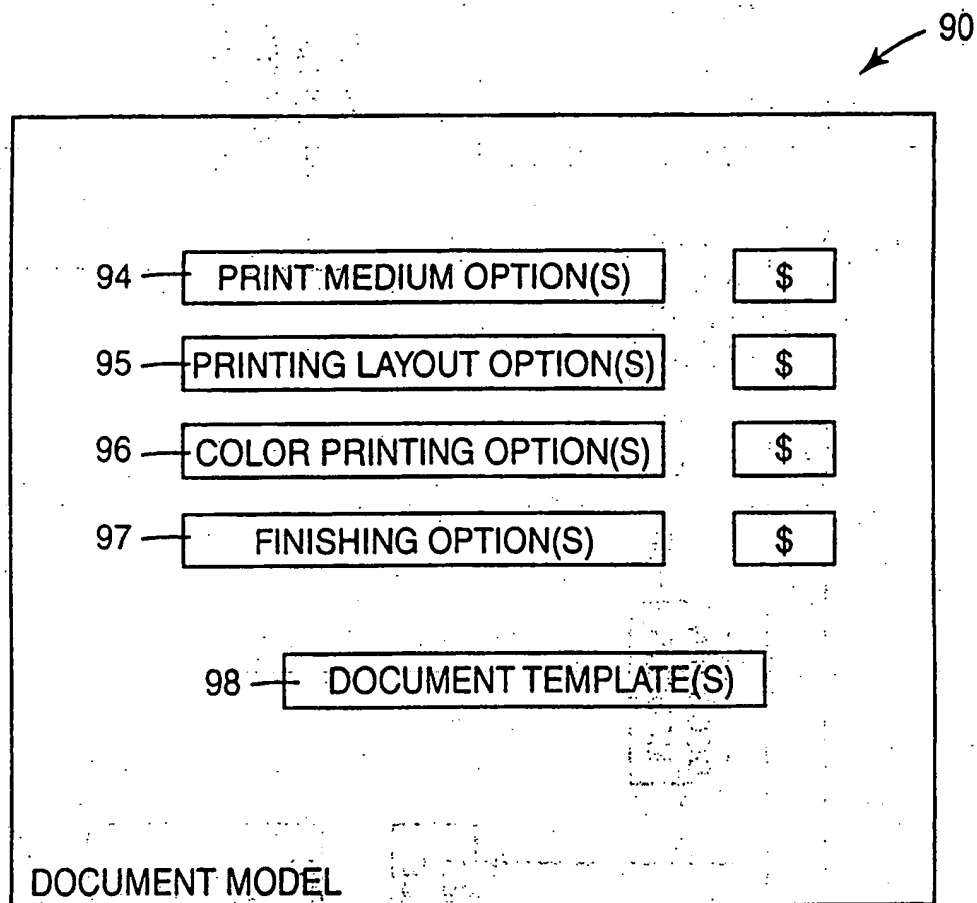 90
94 PRINT MEDIUM OPTION(S) $
95 PRINTING LAYOUT OPTION(S) $
96 COLOR PRINTING OPTION(S) $
97 FINISHING OPTION(S) $
98 DOCUMENT TEMPLATE(S)
DOCUMENT MODEL